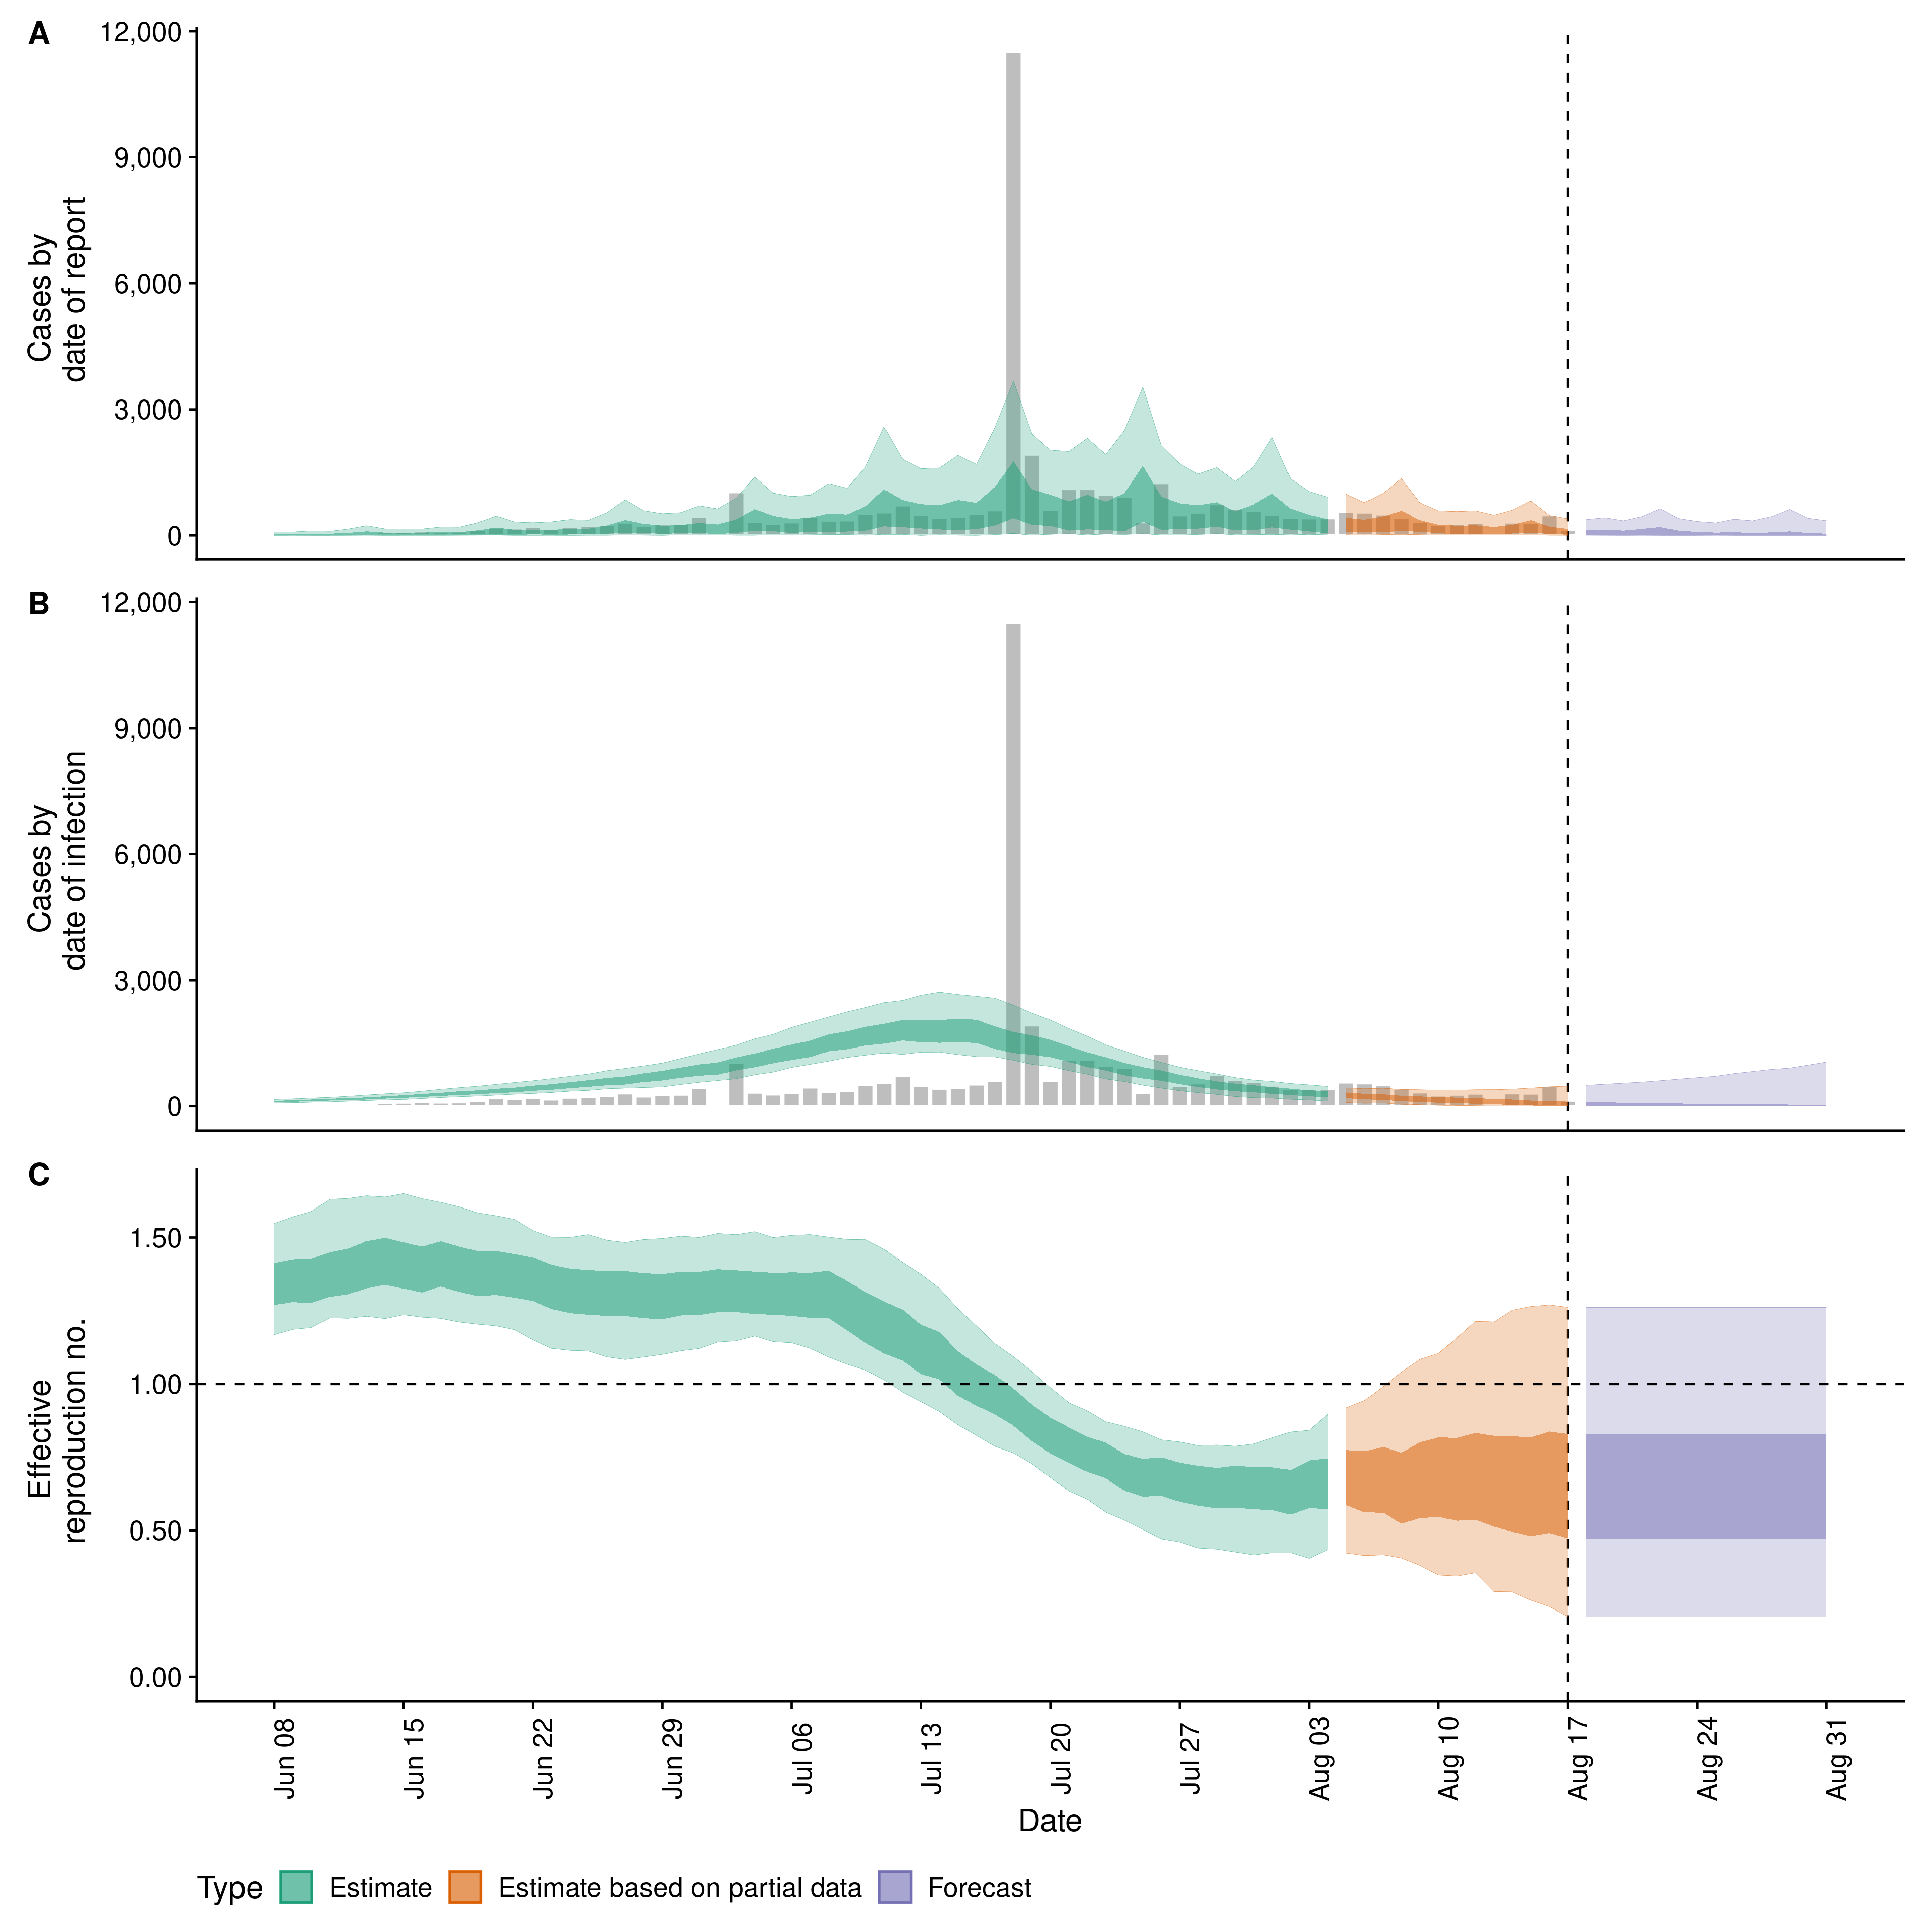 A
12,000
9,000
6,000
3,000
0
Cases by
date of report
B
12,000
9,000
6,000
3,000
0
Cases by
date of infection
C
1.50
1.00
0.50
0.00
Effective
reproduction no.
Jun 08
Jun 15
Jun 22
Jun 29
Jul 06
Jul 13
Jul 20
Jul 27
Aug 03
Aug 10
Aug 17
Aug 24
Aug 31
Date
Type Estimate Estimate based on partial data Forecast